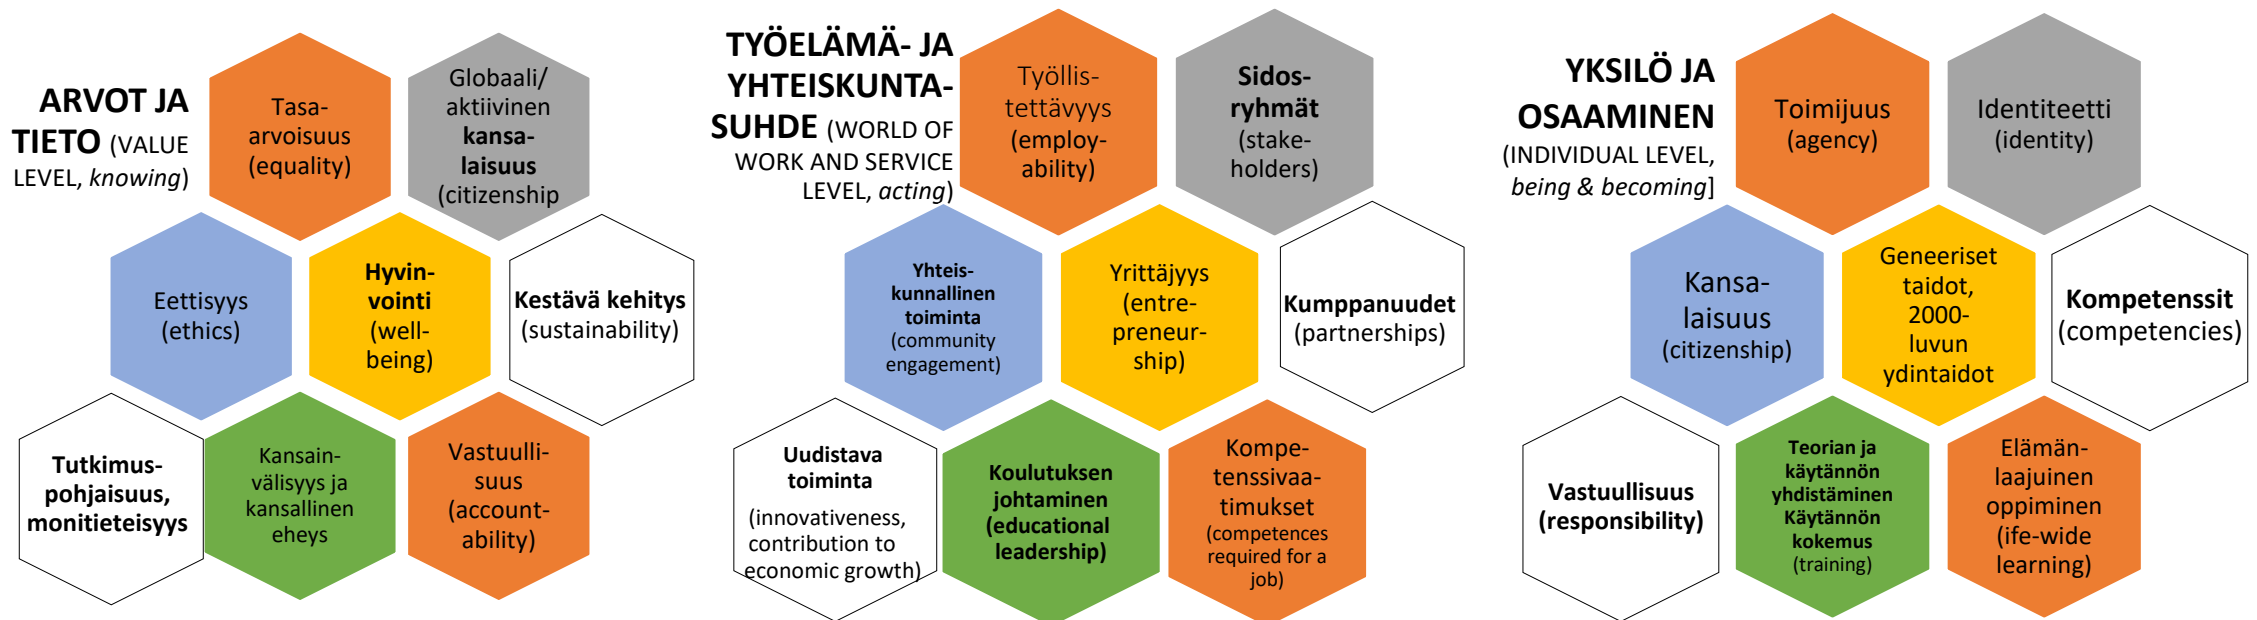 ARVOT JA
TIETO (VALUE
LEVEL, knowing)
Tasa-
arvoisuus
(equality)
Globaali/
aktiivinen
kansa-
laisuus
(citizenship
Eettisyys
(ethics)
Hyvin-
vointi
(well-
being)
Kestävä kehitys
(sustainability)
Tutkimus-
pohjaisuus,
monitieteisyys
Kansain-
välisyys ja
kansallinen
eheys
Vastuulli-
suus
(account-
ability)
TYÖELÄMÄ- JA
YHTEISKUNTA-
SUHDE (WORLD OF
WORK AND SERVICE
LEVEL, acting)
Työllis-
tettävyys
(employ-
ability)
Sidos-
ryhmät
(stake-
holders)
Yhteis-
kunnallinen
toiminta
(community
engagement)
Yrittäjyys
(entre-
preneur-
ship)
Kumppanuudet
(partnerships)
Uudistava
toiminta
(innovativeness,
contribution to
economic growth)
Koulutuksen
johtaminen
(educational
leadership)
Kompe-
tenssivaa-
timukset
(competences
required for a
job)
YKSILÖ JA
OSAAMINEN
(INDIVIDUAL LEVEL,
being & becoming]
Toimijuus
(agency)
Identiteetti
(identity)
Kansa-
laisuus
(citizenship)
Geneeriset
taidot,
2000-
luvun
ydintaidot
Kompetenssit
(competencies)
Vastuullisuus
(responsibility)
Teorian ja
käytännön
yhdistäminen
Käytännön
kokemus
(training)
Elämän-
laajuinen
oppiminen
(ife-wide
learning)